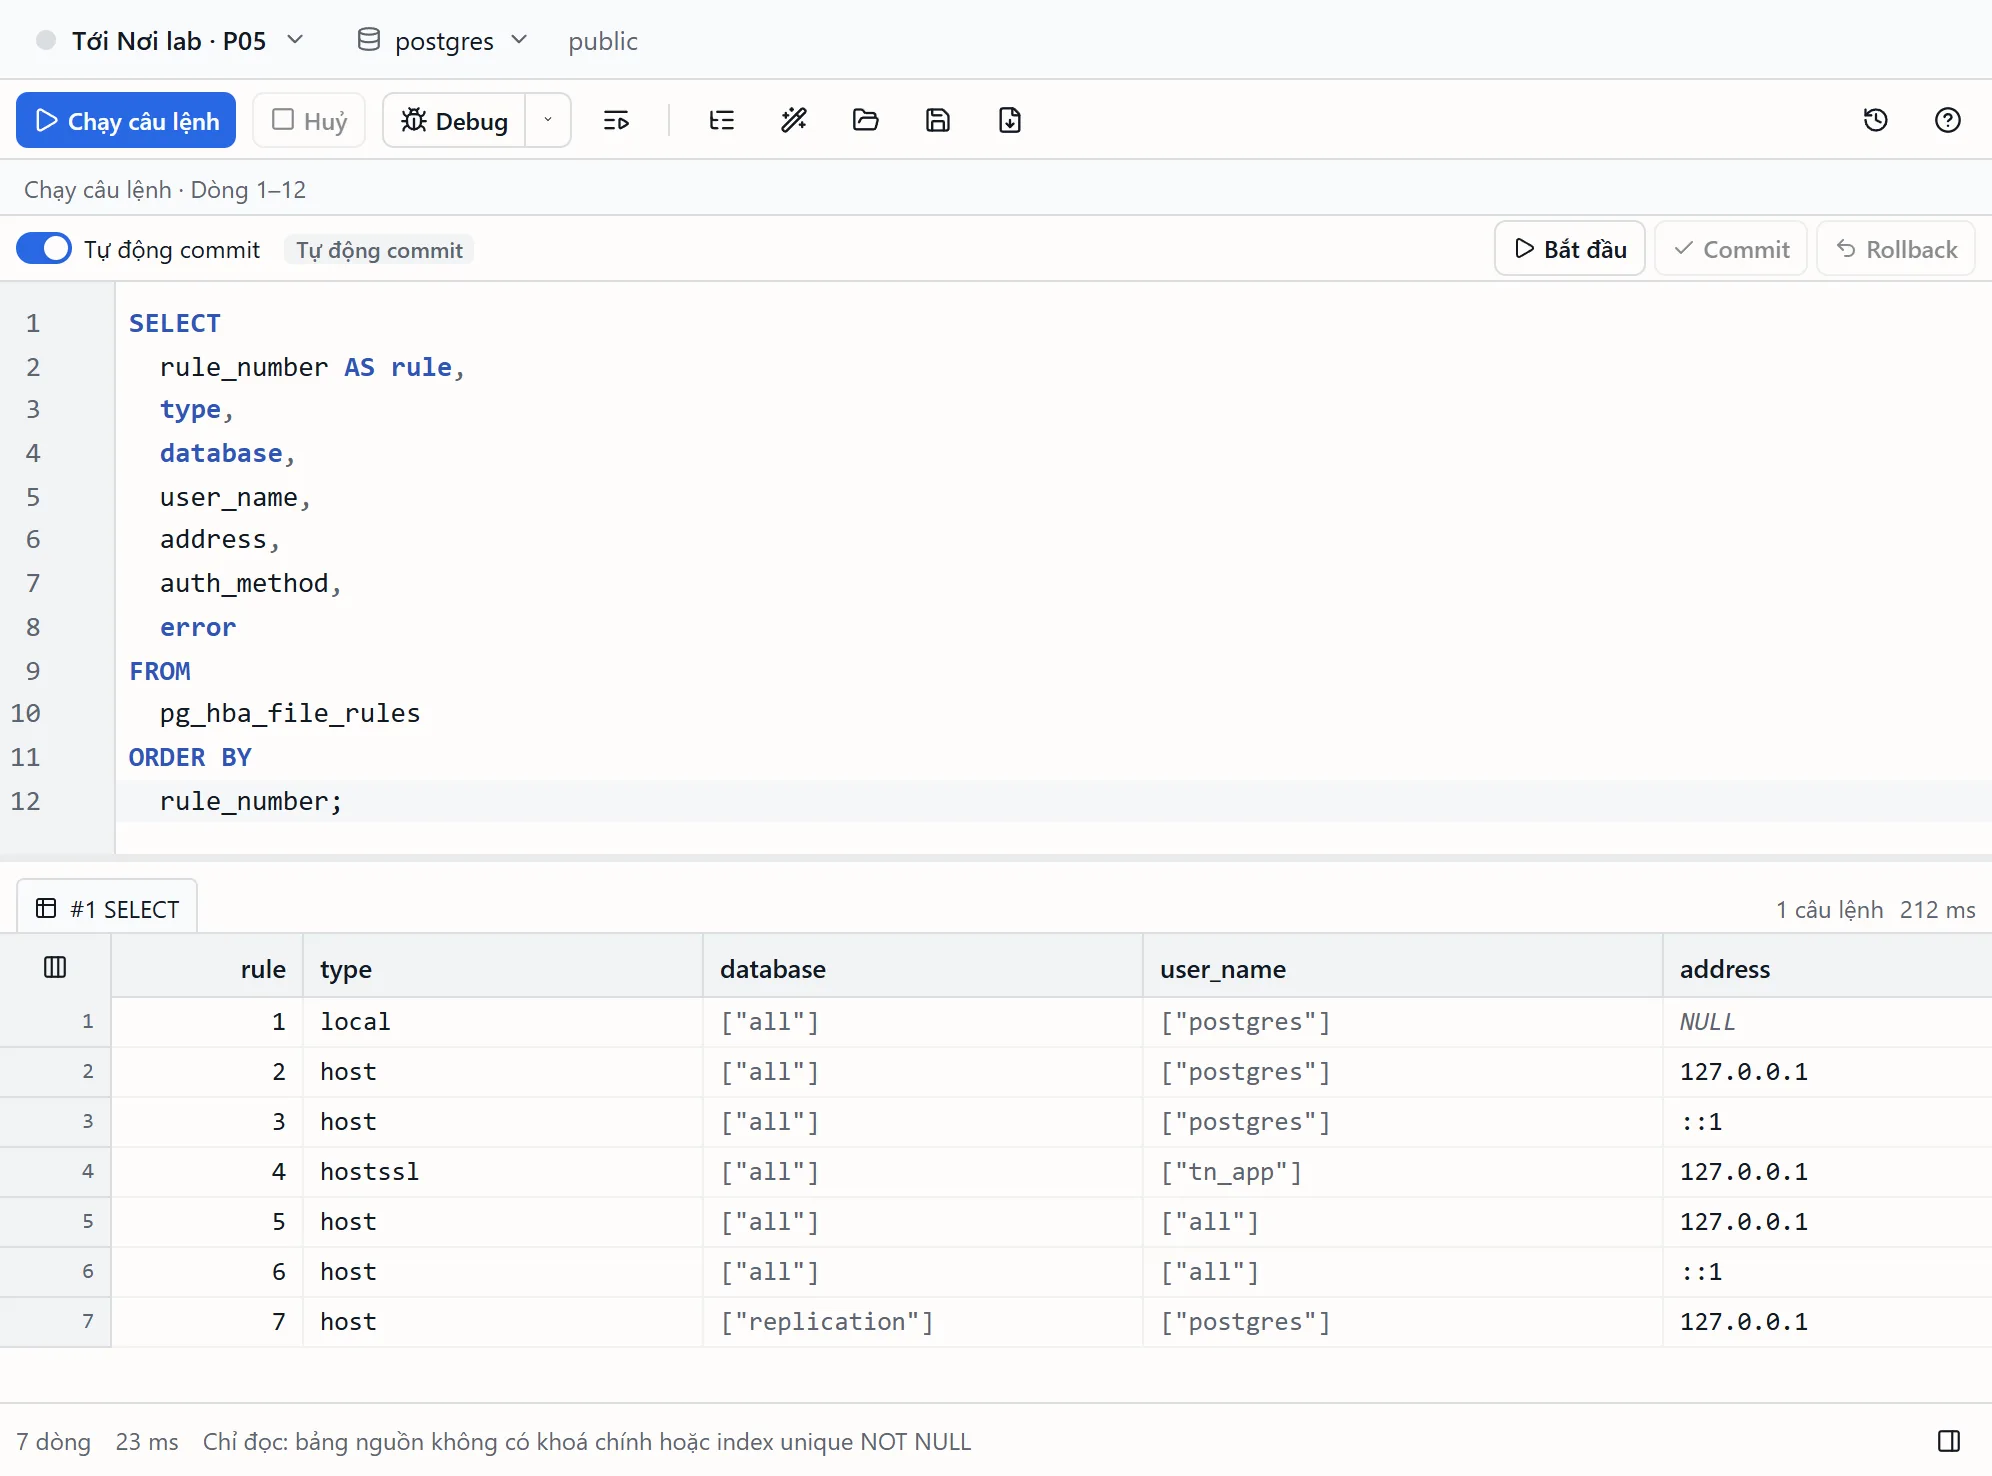 Tới Nơi lab · P05 postgres public
Chạy câu lệnh Huỷ Debug
Chạy câu lệnh · Dòng 1–12
Tự động commit Tự động commit Bắt đầu Commit Rollback
1 SELECT
2 rule_number AS rule,
3 type,
4 database,
5 user_name,
6 address,
7 auth_method,
8 error
9 FROM
10 pg_hba_file_rules
11 ORDER BY
12 rule_number;
#1 SELECT 1 câu lệnh 212 ms
rule type database user_name address
1 1 local ["all"] ["postgres"] NULL
2 2 host ["all"] ["postgres"] 127.0.0.1
3 3 host ["all"] ["postgres"] ::1
4 4 hostssl ["all"] ["tn_app"] 127.0.0.1
5 5 host ["all"] ["all"] 127.0.0.1
6 6 host ["all"] ["all"] ::1
7 7 host ["replication"] ["postgres"] 127.0.0.1
7 dòng 23 ms Chỉ đọc: bảng nguồn không có khoá chính hoặc index unique NOT NULL